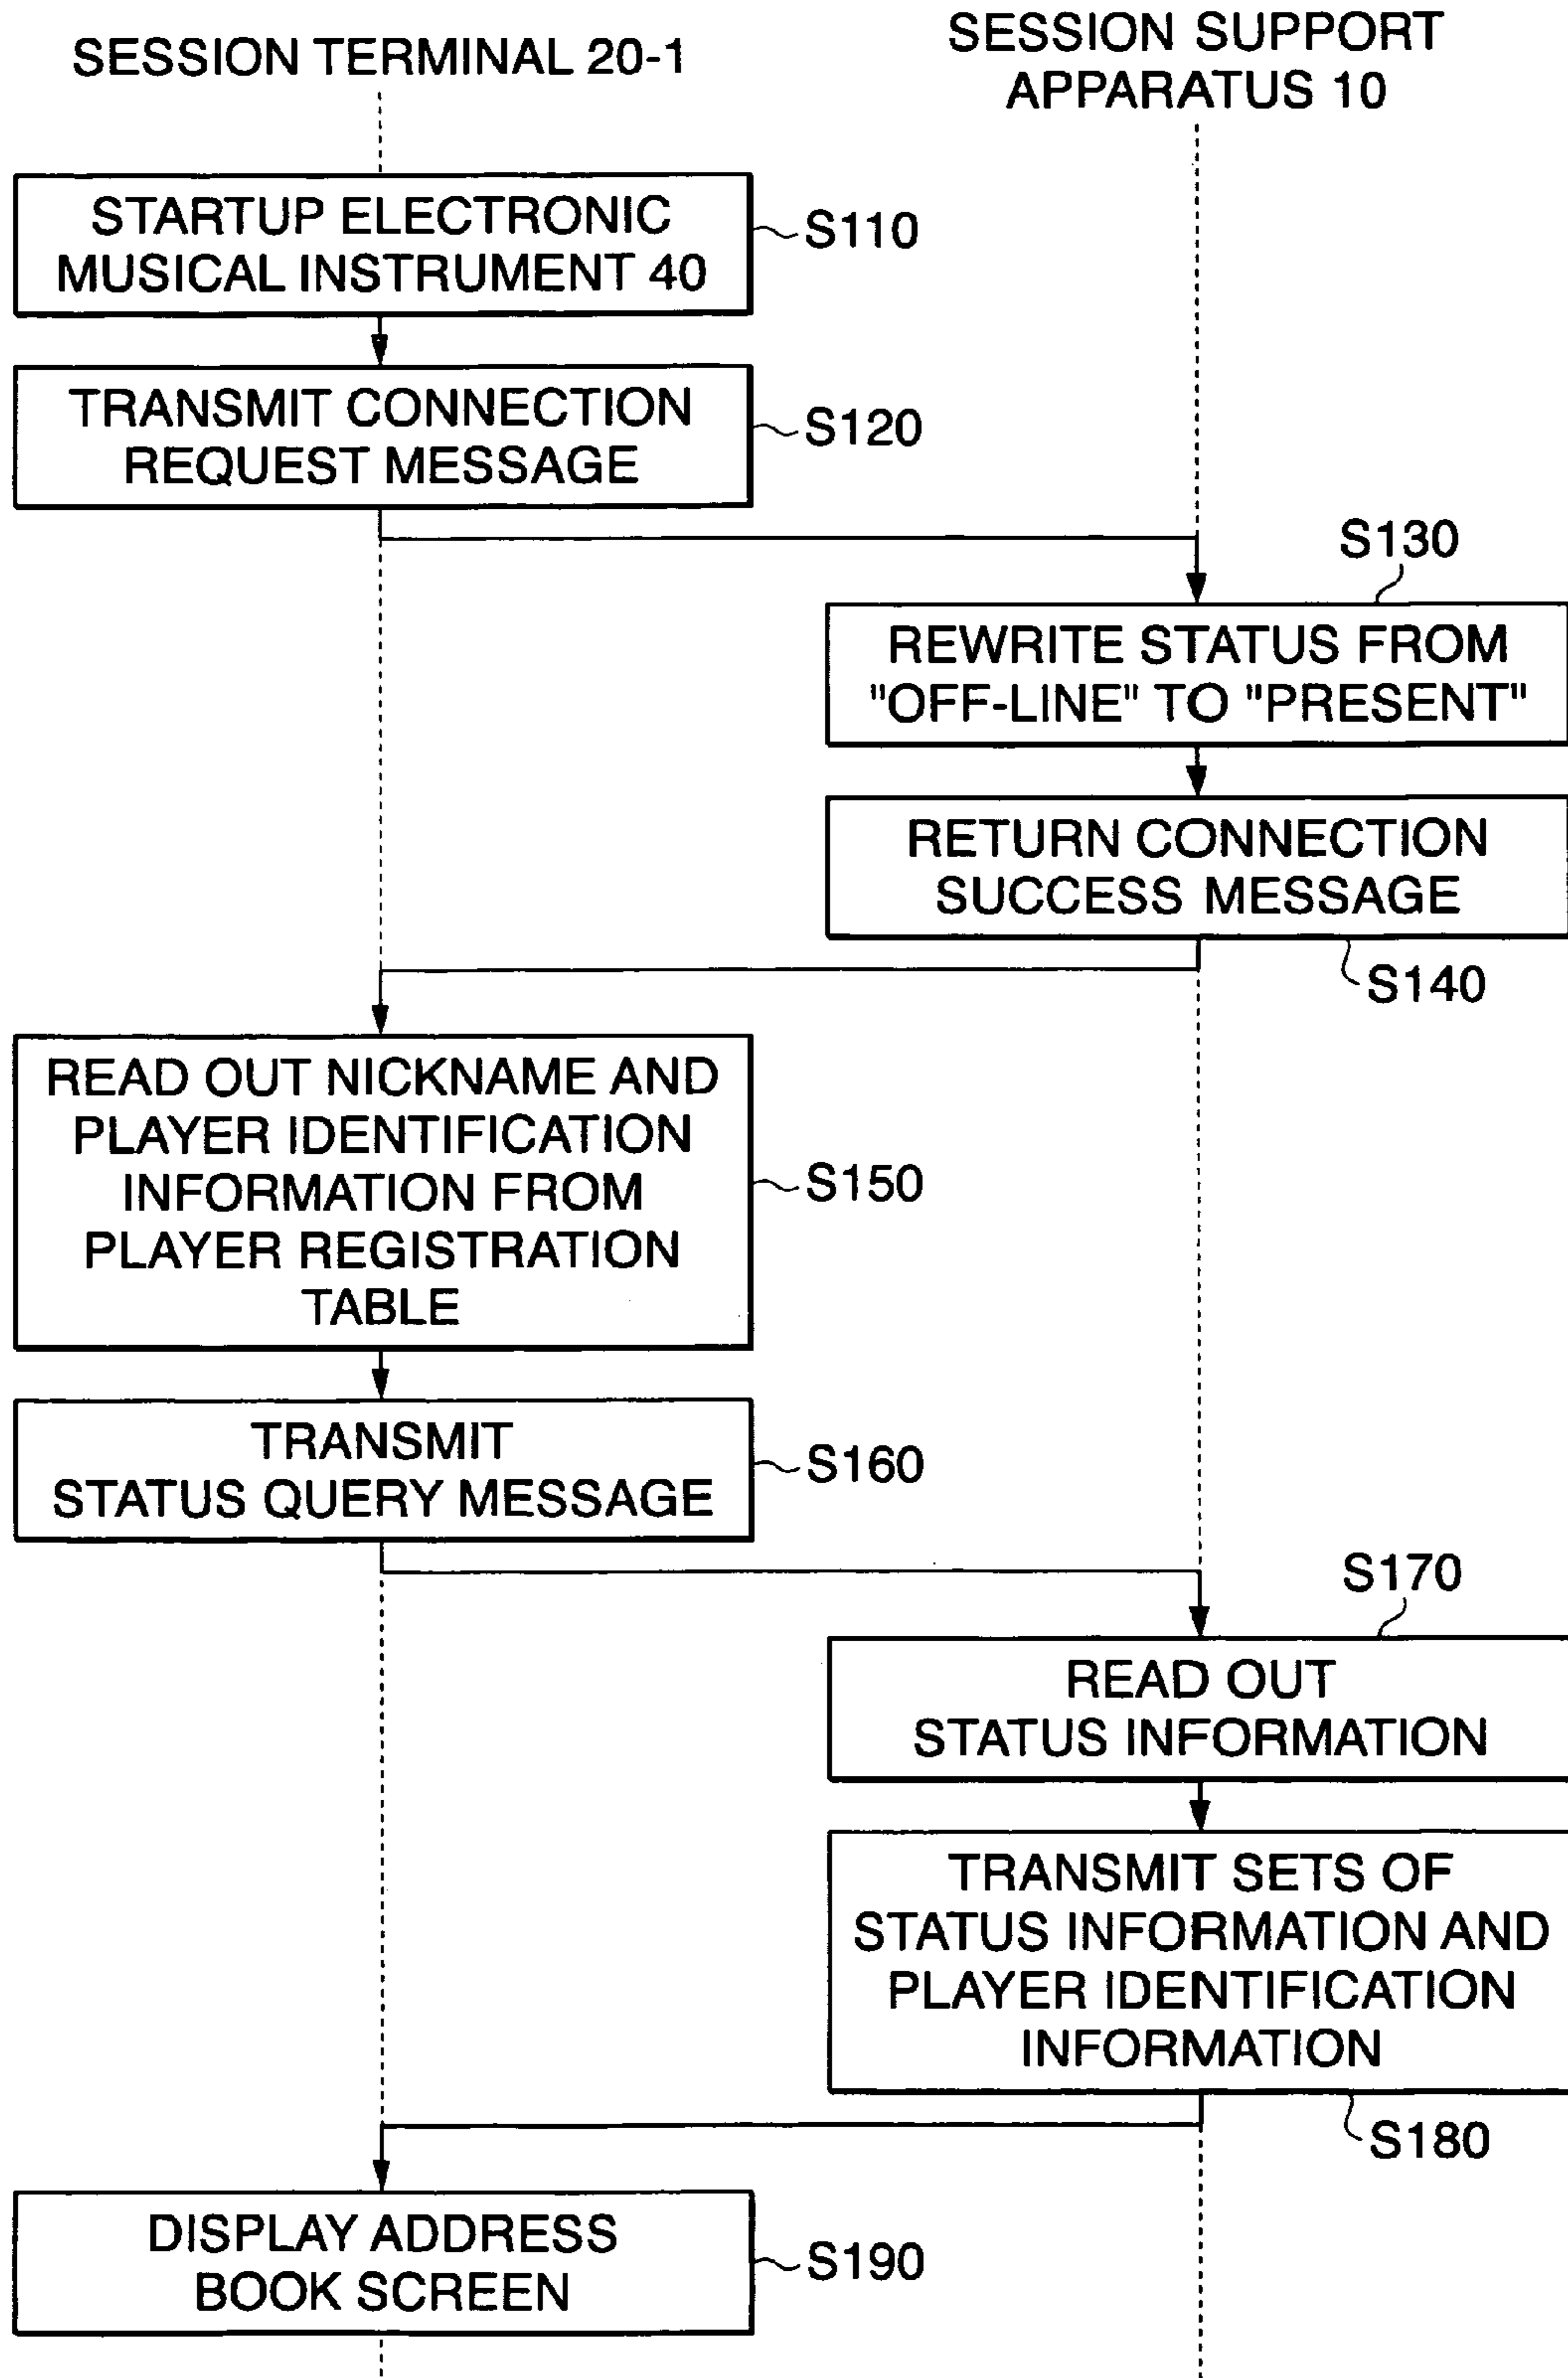 SESSION TERMINAL 20-1
SESSION SUPPORT
APPARATUS 10
STARTUP ELECTRONIC
MUSICAL INSTRUMENT 40
S110
TRANSMIT CONNECTION
REQUEST MESSAGE
S120
S130
REWRITE STATUS FROM
"OFF-LINE" TO "PRESENT"
RETURN CONNECTION
SUCCESS MESSAGE
S140
READ OUT NICKNAME AND
PLAYER IDENTIFICATION
INFORMATION FROM
PLAYER REGISTRATION
TABLE
S150
TRANSMIT
STATUS QUERY MESSAGE
S160
S170
READ OUT
STATUS INFORMATION
TRANSMIT SETS OF
STATUS INFORMATION AND
PLAYER IDENTIFICATION
INFORMATION
S180
DISPLAY ADDRESS
BOOK SCREEN
S190